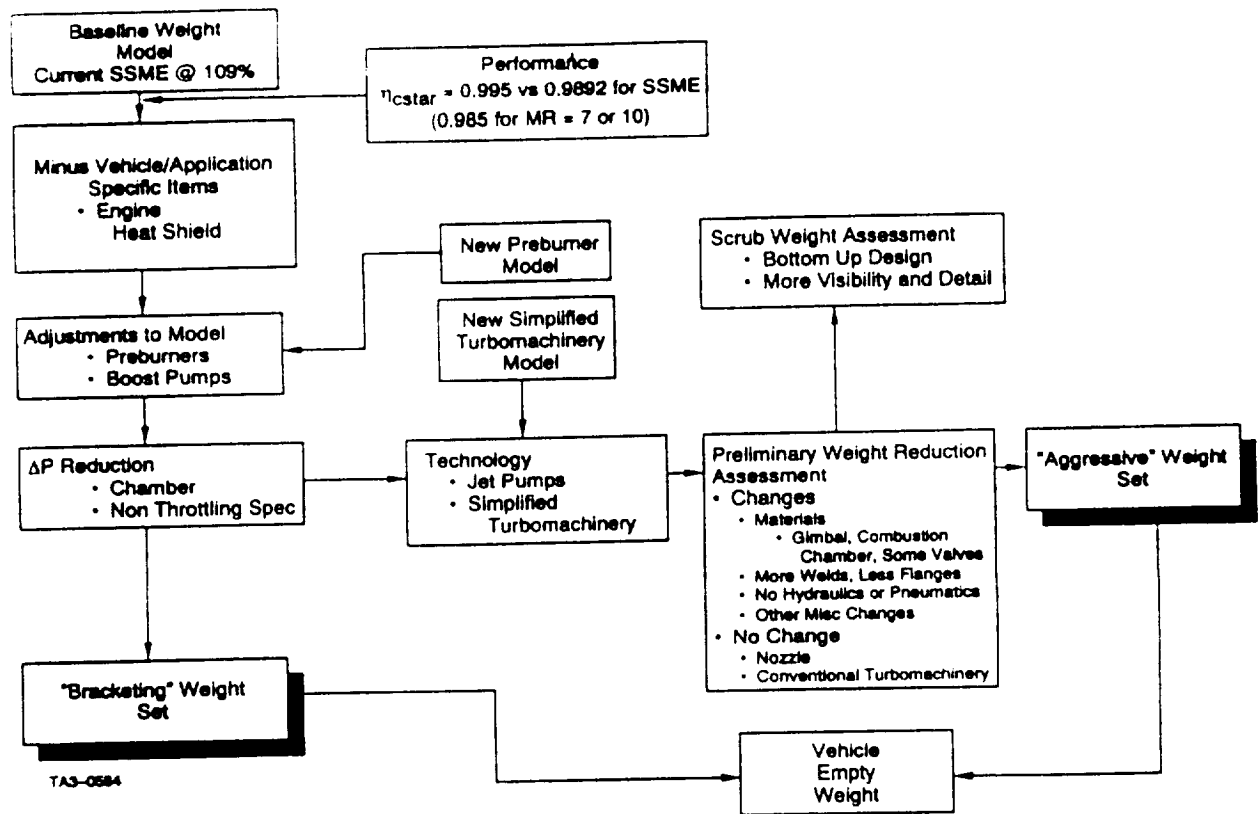 Baseline Weight
Model
Current SSME @ 109%
Performance
ηcstar = 0.995 vs 0.9892 for SSME
(0.985 for MR = 7 or 10)
Minus Vehicle/Application
Specific Items
• Engine
Heat Shield
New Preburner
Model
Scrub Weight Assessment
• Bottom Up Design
• More Visibility and Detail
New Simplified
Turbomachinery
Model
Adjustments to Model
• Preburners
• Boost Pumps
ΔP Reduction
• Chamber
• Non Throttling Spec
Technology
• Jet Pumps
• Simplified
Turbomachinery
Preliminary Weight Reduction
Assessment
• Changes
• Materials
• Gimbal, Combustion
Chamber, Some Valves
• More Welds, Less Flanges
• No Hydraulics or Pneumatics
• Other Misc Changes
• No Change
• Nozzle
• Conventional Turbomachinery
"Aggressive" Weight
Set
"Bracketing" Weight
Set
Vehicle
Empty
Weight
TA3-0584